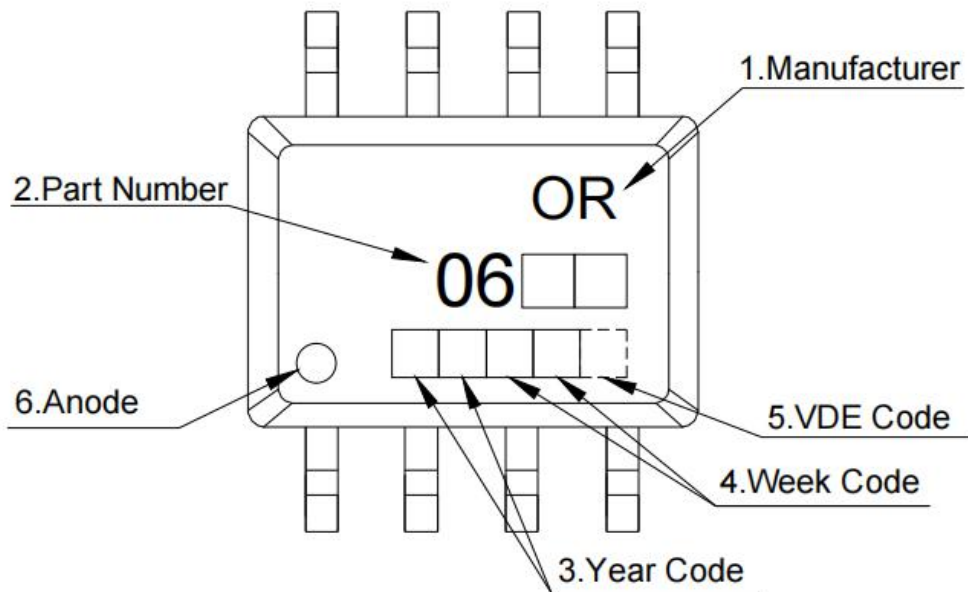 1.Manufacturer
2.Part Number
OR
06
6.Anode
5.VDE Code
4.Week Code
3.Year Code